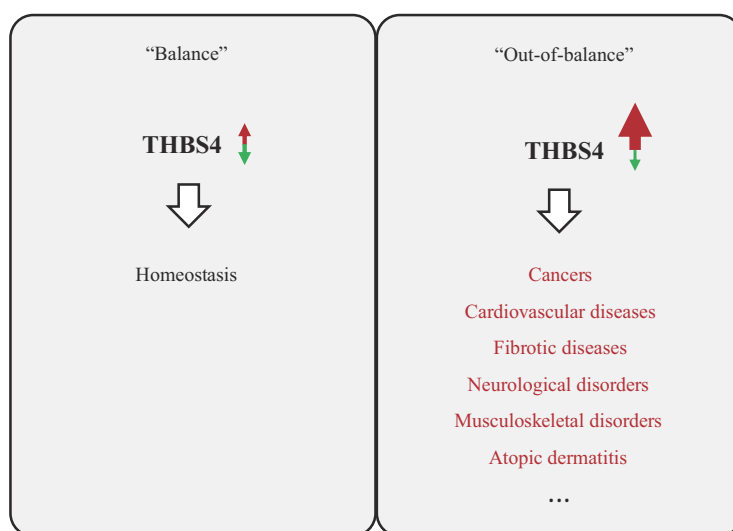 “Balance”
THBS4
Homeostasis
“Out-of-balance”
THBS4
Cancers
Cardiovascular diseases
Fibrotic diseases
Neurological disorders
Musculoskeletal disorders
Atopic dermatitis
...